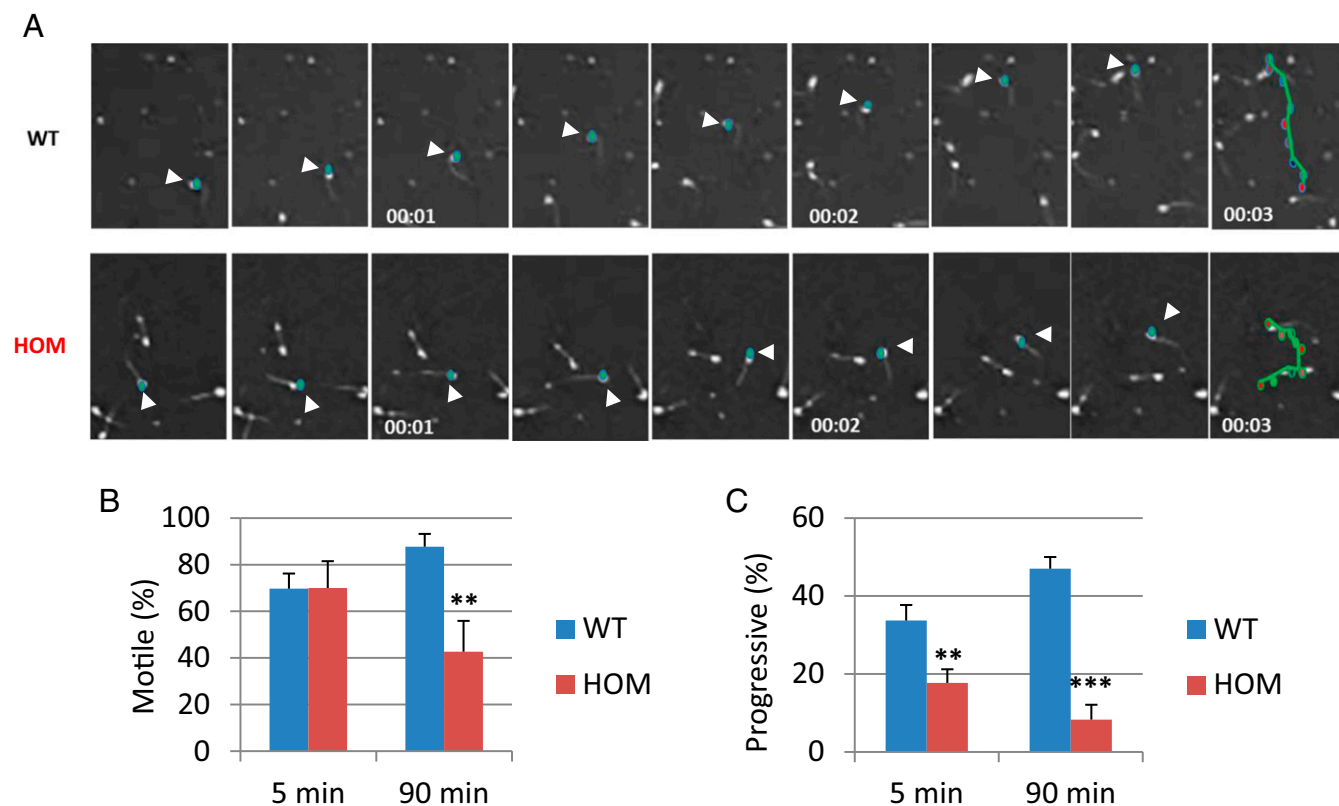 A
WT
00:01
00:02
00:03
HOM
00:01
00:02
00:03
B
Motile (%)
100
80
60
40
20
0
**
5 min
90 min
WT
HOM
C
Progressive (%)
60
40
20
0
**
***
5 min
90 min
WT
HOM